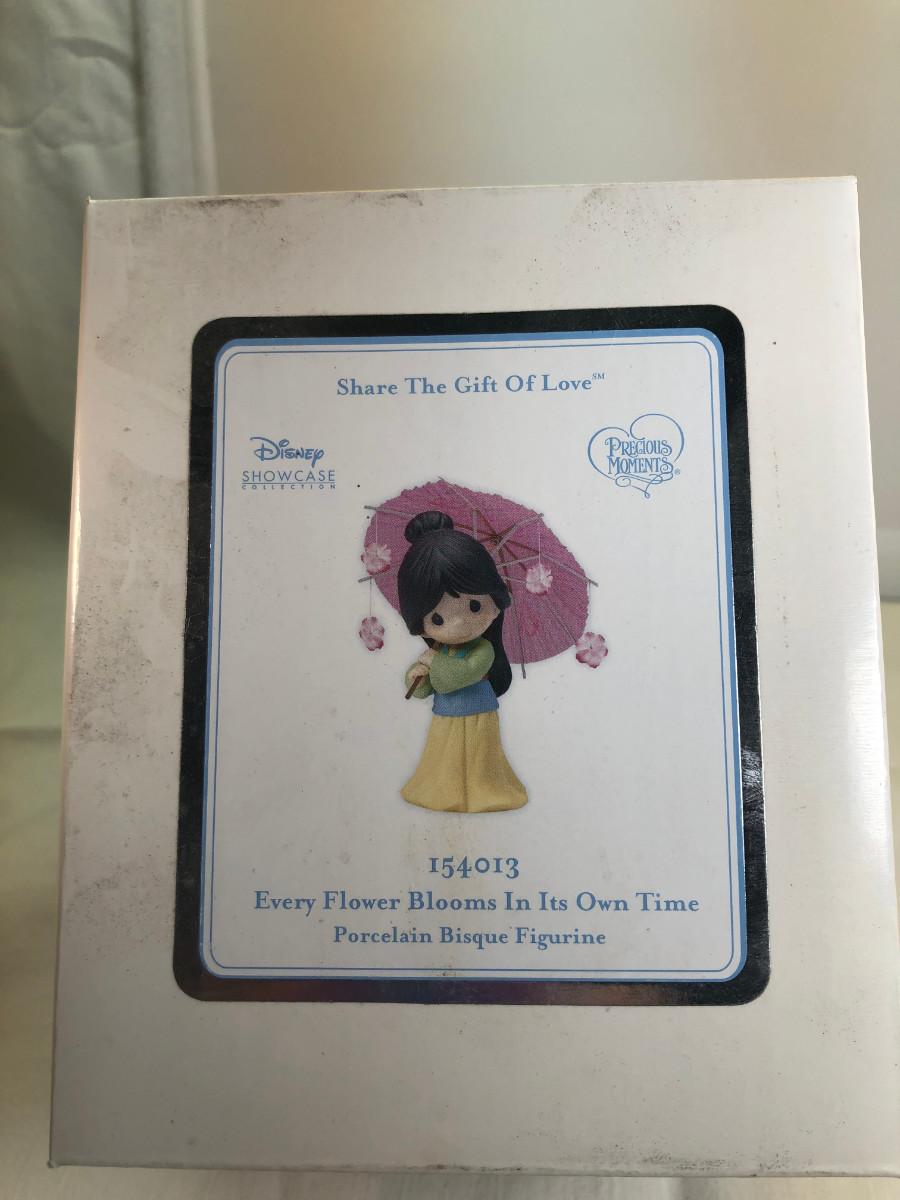 Share The Gift Of Love℠
Disney
SHOWCASE
COLLECTION
PRECIOUS
MOMENTS®
154013
Every Flower Blooms In Its Own Time
Porcelain Bisque Figurine